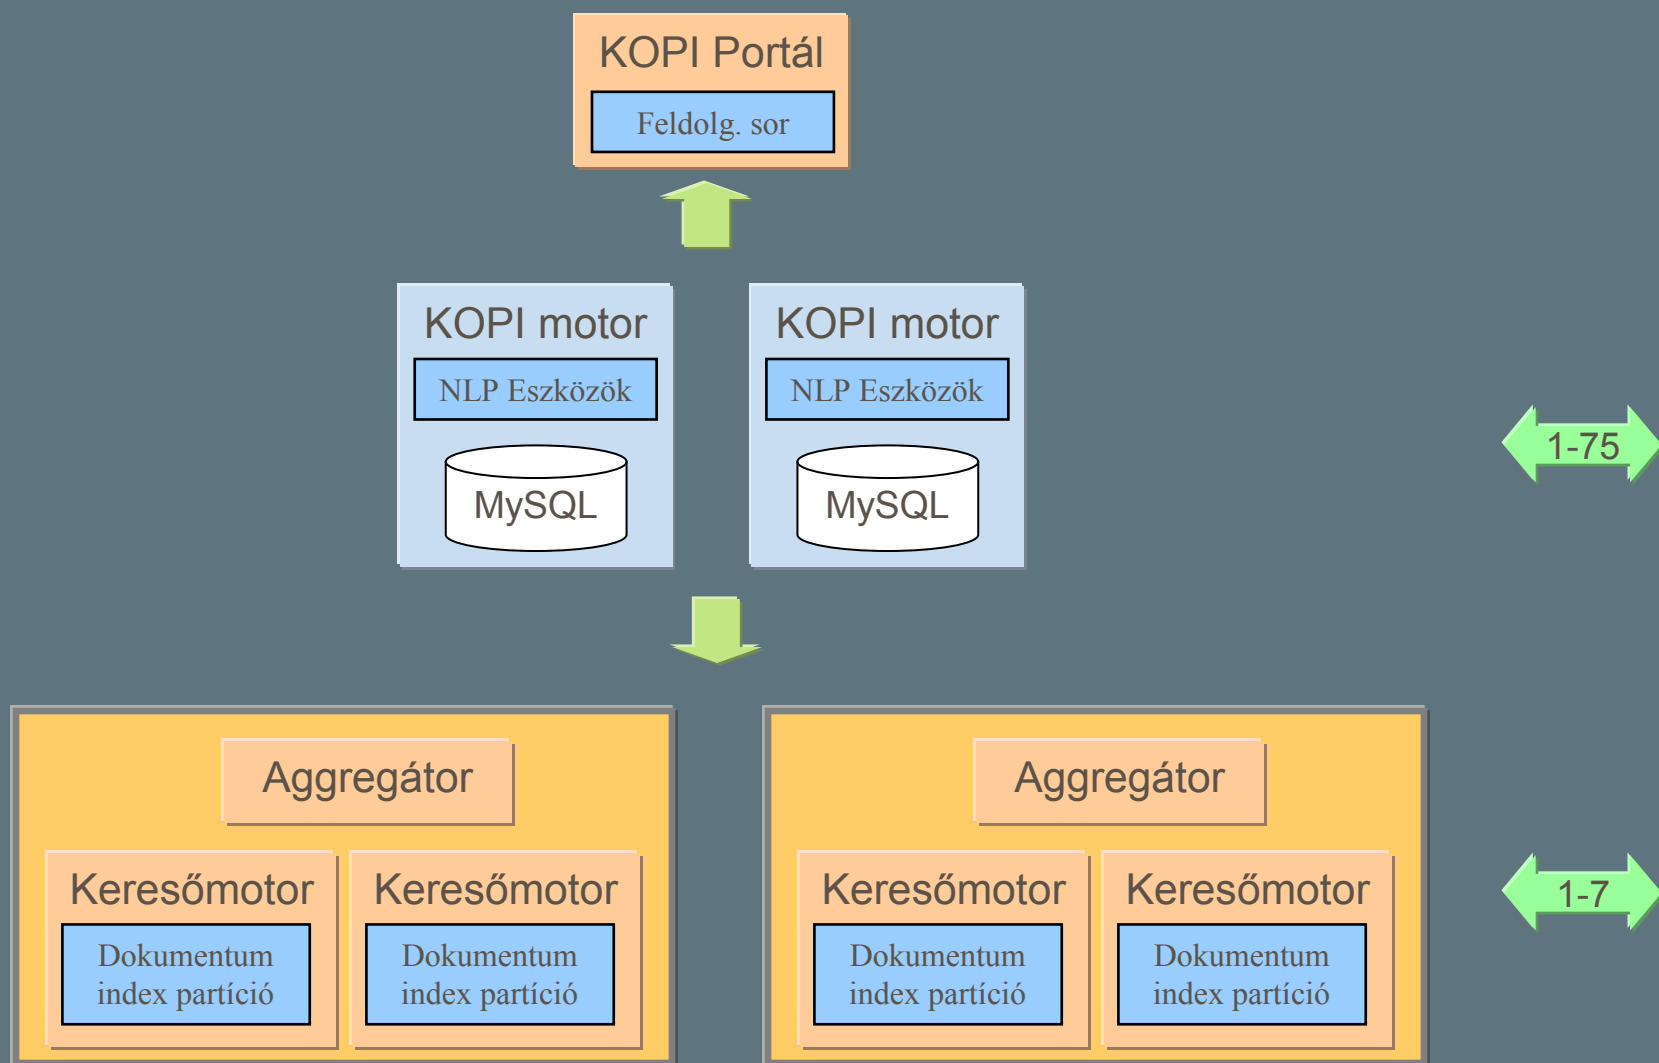 KOPI Portál
Feldolg. sor
KOPI motor
NLP Eszközök
MySQL
KOPI motor
NLP Eszközök
MySQL
1-75
Aggregátor
Keresőmotor
Dokumentum
index partíció
Keresőmotor
Dokumentum
index partíció
Aggregátor
Keresőmotor
Dokumentum
index partíció
Keresőmotor
Dokumentum
index partíció
1-7